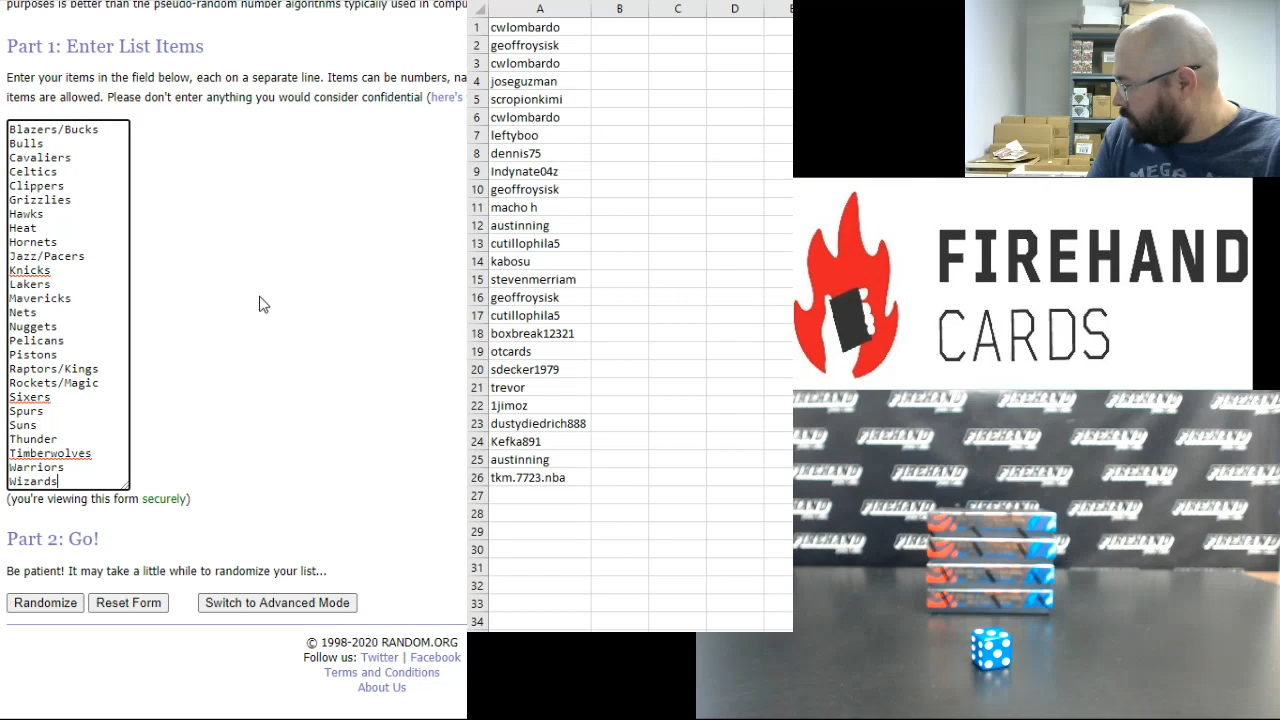 purposes is better than the pseudo-random number algorithms typically used in compu
Part 1: Enter List Items
Enter your items in the field below, each on a separate line. Items can be numbers, na
items are allowed. Please don't enter anything you would consider confidential (here's
Blazers/Bucks
Bulls
Cavaliers
Celtics
Clippers
Grizzlies
Hawks
Heat
Hornets
Jazz/Pacers
Knicks
Lakers
Mavericks
Nets
Nuggets
Pelicans
Pistons
Raptors/Kings
Rockets/Magic
Sixers
Spurs
Suns
Thunder
Timberwolves
Warriors
Wizards
(you're viewing this form securely)
Part 2: Go!
Be patient! It may take a little while to randomize your list...
Randomize
Reset Form
Switch to Advanced Mode
© 1998-2020 RANDOM.ORG
Follow us: Twitter | Facebook
Terms and Conditions
About Us
A B C D E
1 cwlombardo
2 geoffroysisk
3 cwlombardo
4 joseguzman
5 scropionkimi
6 cwlombardo
7 leftyboo
8 dennis75
9 Indynate04z
10 geoffroysisk
11 macho h
12 austinning
13 cutillophila5
14 kabosu
15 stevenmerriam
16 geoffroysisk
17 cutillophila5
18 boxbreak12321
19 otcards
20 sdecker1979
21 trevor
22 1jimoz
23 dustydiedrich888
24 Kefka891
25 austinning
26 tkm.7723.nba
27
28
29
30
31
32
33
34
MEGA
FIREHAND
CARDS
FIREHAND